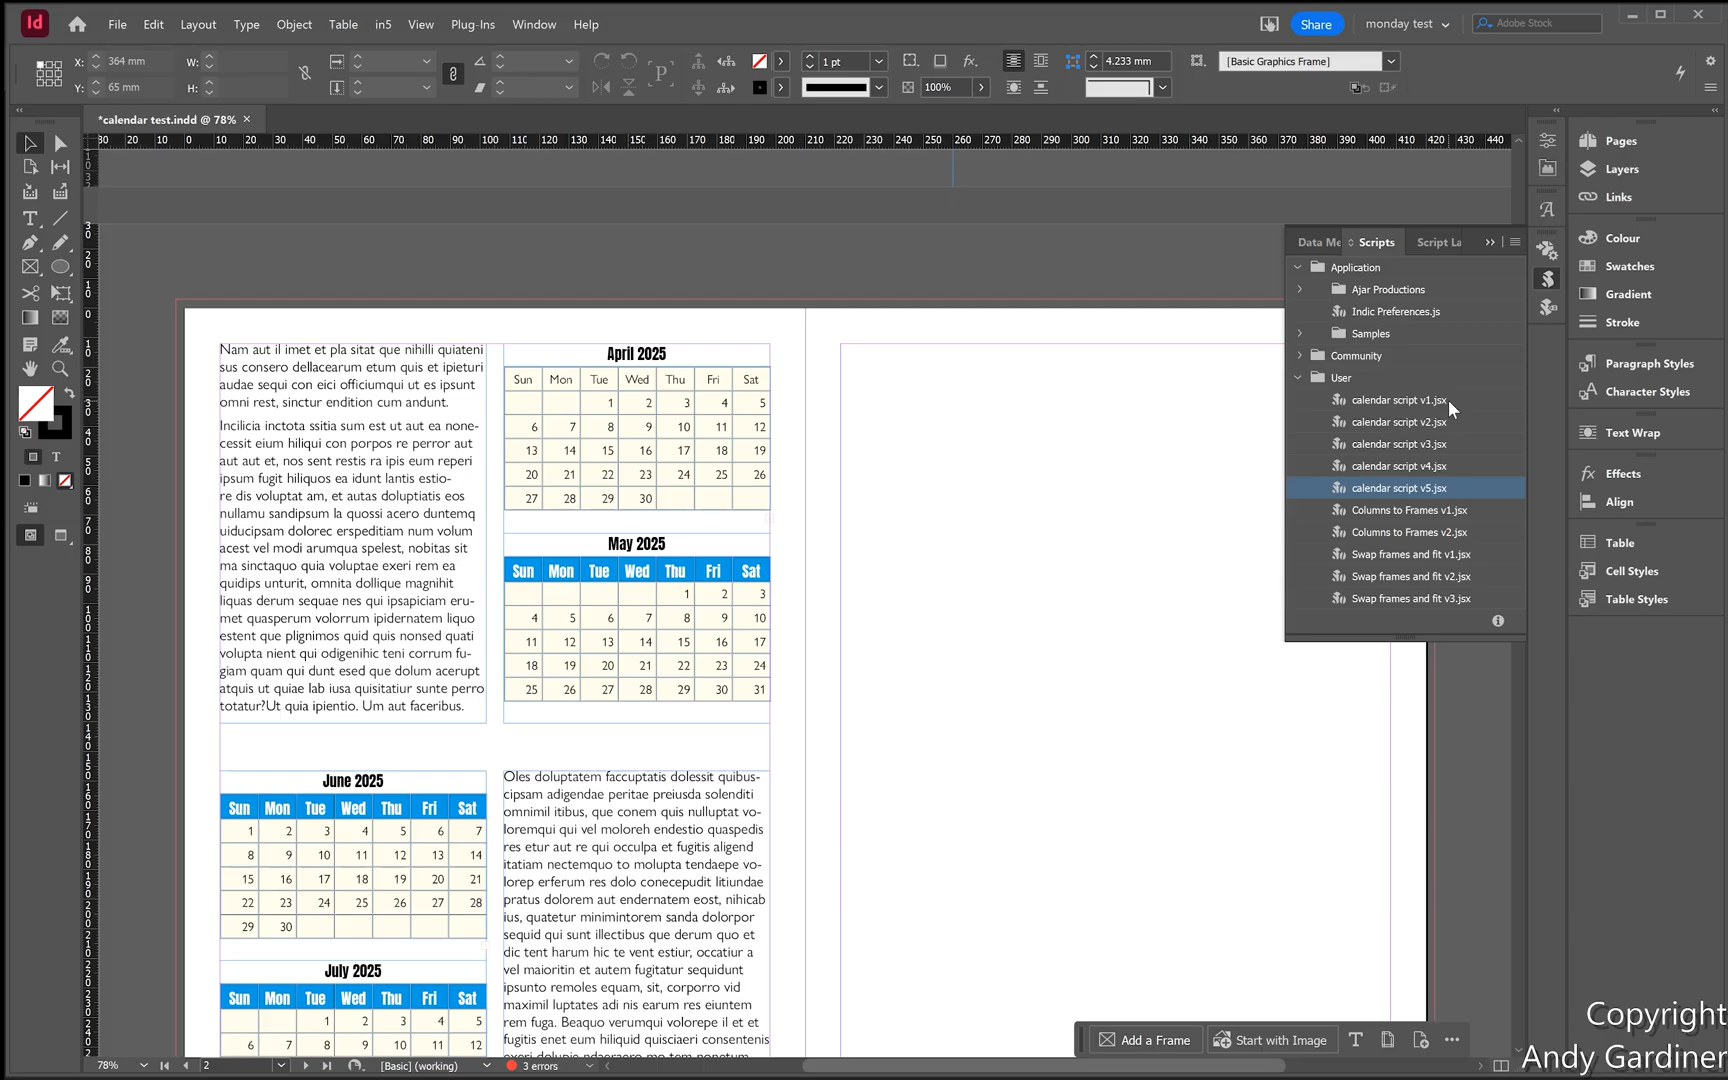 Id
File Edit Layout Type Object Table in5 View Plug-Ins Window Help
Share
monday test
Adobe Stock
X: 364 mm W:
Y: 65 mm H:
1 pt
100%
4.233 mm
[Basic Graphics Frame]
*calendar test.indd @ 78%
Pages
Layers
Links
Colour
Swatches
Gradient
Stroke
Paragraph Styles
Character Styles
Text Wrap
Effects
Align
Table
Cell Styles
Table Styles
Data Me Scripts Script La
Application
Ajar Productions
Indic Preferences.js
Samples
Community
User
calendar script v1.jsx
calendar script v2.jsx
calendar script v3.jsx
calendar script v4.jsx
calendar script v5.jsx
Columns to Frames v1.jsx
Columns to Frames v2.jsx
Swap frames and fit v1.jsx
Swap frames and fit v2.jsx
Swap frames and fit v3.jsx
Nam aut il imet et pla sitat que nihilli quiateni
sus consero dellacearum etum quis et ipieturi
audae sequi con eici officiumqui ut es ipsunt
omni rest, sinctur endition cum andunt.
Incilicia inctota ssitia sum est ut aut ea none-
cessit eium hiliqui con porpos re perror aut
aut aut et, nos sent restis ra ipis eum reperi
ipsum fugit hiliquos ea idunt lantis estio-
re dis voluptat am, et autas doluptiatis eos
nullamu sandipsum la quossi acero duntemq
uiducipsam dolorec erspeditiam num volum
acest vel modi arumqua spelest, nobitas sit
ma sinctaquo quia voluptae exeri rem ea
quidips unturit, omnita dollique magnihit
liquas derum sequae nes qui ipsapiciam eru-
met quasperum volorrum ipidernatem liquo
estent que plignimos quid quis nonsed quati
volupta nient qui odigenihic teni corrum fu-
giam quam qui dunt esed que dolum acerupt
atquis ut quiae lab iusa quisitatiur sunte perro
totatur?Ut quia ipientio. Um aut faceribus.
April 2025
Sun Mon Tue Wed Thu Fri Sat
1 2 3 4 5
6 7 8 9 10 11 12
13 14 15 16 17 18 19
20 21 22 23 24 25 26
27 28 29 30
May 2025
Sun Mon Tue Wed Thu Fri Sat
1 2 3
4 5 6 7 8 9 10
11 12 13 14 15 16 17
18 19 20 21 22 23 24
25 26 27 28 29 30 31
June 2025
Sun Mon Tue Wed Thu Fri Sat
1 2 3 4 5 6 7
8 9 10 11 12 13 14
15 16 17 18 19 20 21
22 23 24 25 26 27 28
29 30
July 2025
Sun Mon Tue Wed Thu Fri Sat
1 2 3 4 5
6 7 8 9 10 11 12
Oles doluptatem faccuptatis dolessit quibus-
cipsam adigendae peritae preiusda solenditi
omnimil itibus, que conem quis nulluptat vo-
loremqui qui vel moloreh endestio quaspedis
res etur aut re qui occulpa et fugitis aligend
itatiam nectemquo to molupta tendaepe vo-
lorep erferum res dolo conecepudit litiundae
pratus dolorem aut endernatem eost, nihicab
ius, quatetur minimintorem sanda dolorpor
sequid qui sunt illectibus que derum quo et
dic tent harum hic te vent estiur, occatiur a
vel maioritin et autem fugitatur sequidunt
ipsunto remoles equam, sit, corporro vid
maximil luptates adi nis earum res eiuntem
rem fuga. Beaquo verumqui volorepe il et et
fugitis enet eum hiliquid quisciaeri consentenis
Add a Frame
Start with Image
78%
2
[Basic] (working)
3 errors
Copyright
Andy Gardiner